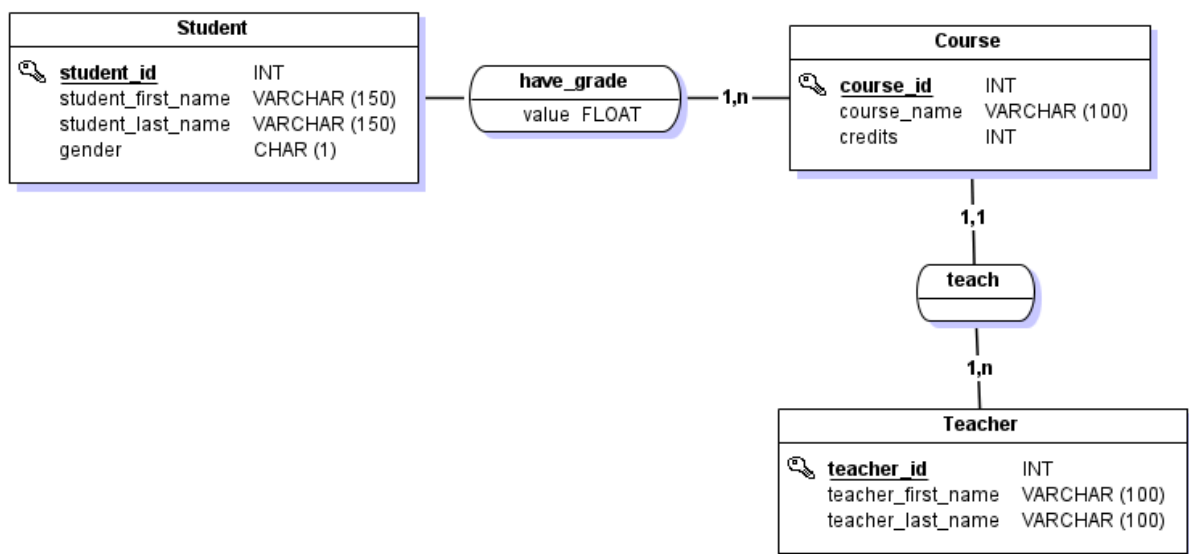 Student
student_id INT
student_first_name VARCHAR (150)
student_last_name VARCHAR (150)
gender CHAR (1)
have_grade
value FLOAT
1,n
Course
course_id INT
course_name VARCHAR (100)
credits INT
1,1
teach
1,n
Teacher
teacher_id INT
teacher_first_name VARCHAR (100)
teacher_last_name VARCHAR (100)